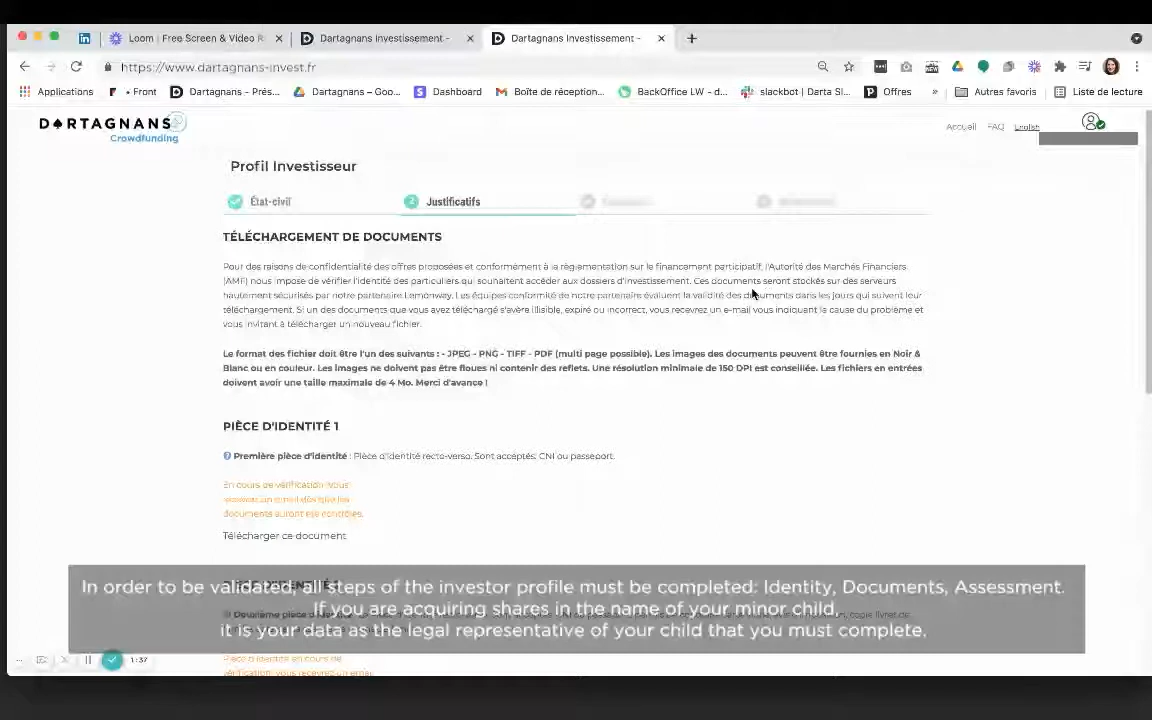 Loom | Free Screen & Video R
Dartagnans Investissement -
Dartagnans Investissement -
https://www.dartagnans-invest.fr
Applications
• Front
Dartagnans - Prés...
Dartagnans – Goo...
Dashboard
Boîte de réception...
BackOffice LW - d...
slackbot | Darta Sl...
Offres
»
Autres favoris
Liste de lecture
D♠RTAGNANS
Crowdfunding
Accueil
FAQ
English
Profil Investisseur
État-civil
2 Justificatifs
TÉLÉCHARGEMENT DE DOCUMENTS
Pour des raisons de confidentialité des offres proposées et conformément à la règlementation sur le financement participatif, l'Autorité des Marchés Financiers
(AMF) nous impose de vérifier l'identité des particuliers qui souhaitent accéder aux dossiers d'investissement. Ces documents seront stockés sur des serveurs
hautement sécurisés par notre partenaire Lemonway. Les équipes conformité de notre partenaire évaluent la validité des documents dans les jours qui suivent leur
téléchargement. Si un des documents que vous avez téléchargé s'avère illisible, expiré ou incorrect, vous recevrez un e-mail vous indiquant la cause du problème et
vous invitant à télécharger un nouveau fichier.
Le format des fichier doit être l'un des suivants : - JPEG - PNG - TIFF - PDF (multi page possible). Les images des documents peuvent être fournies en Noir &
Blanc ou en couleur. Les images ne doivent pas être floues ni contenir des reflets. Une résolution minimale de 150 DPI est conseillée. Les fichiers en entrées
doivent avoir une taille maximale de 4 Mo. Merci d'avance !
PIÈCE D'IDENTITÉ 1
Première pièce d'identité : Pièce d'identité recto-verso. Sont acceptés: CNI ou passeport.
En cours de vérification. Vous
recevrez un email dès que les
documents auront été contrôlés.
Télécharger ce document
In order to be validated, all steps of the investor profile must be completed: Identity, Documents, Assessment.
If you are acquiring shares in the name of your minor child,
it is your data as the legal representative of your child that you must complete.
Pièce d'identité en cours de
vérification, vous recevrez un email
1:37